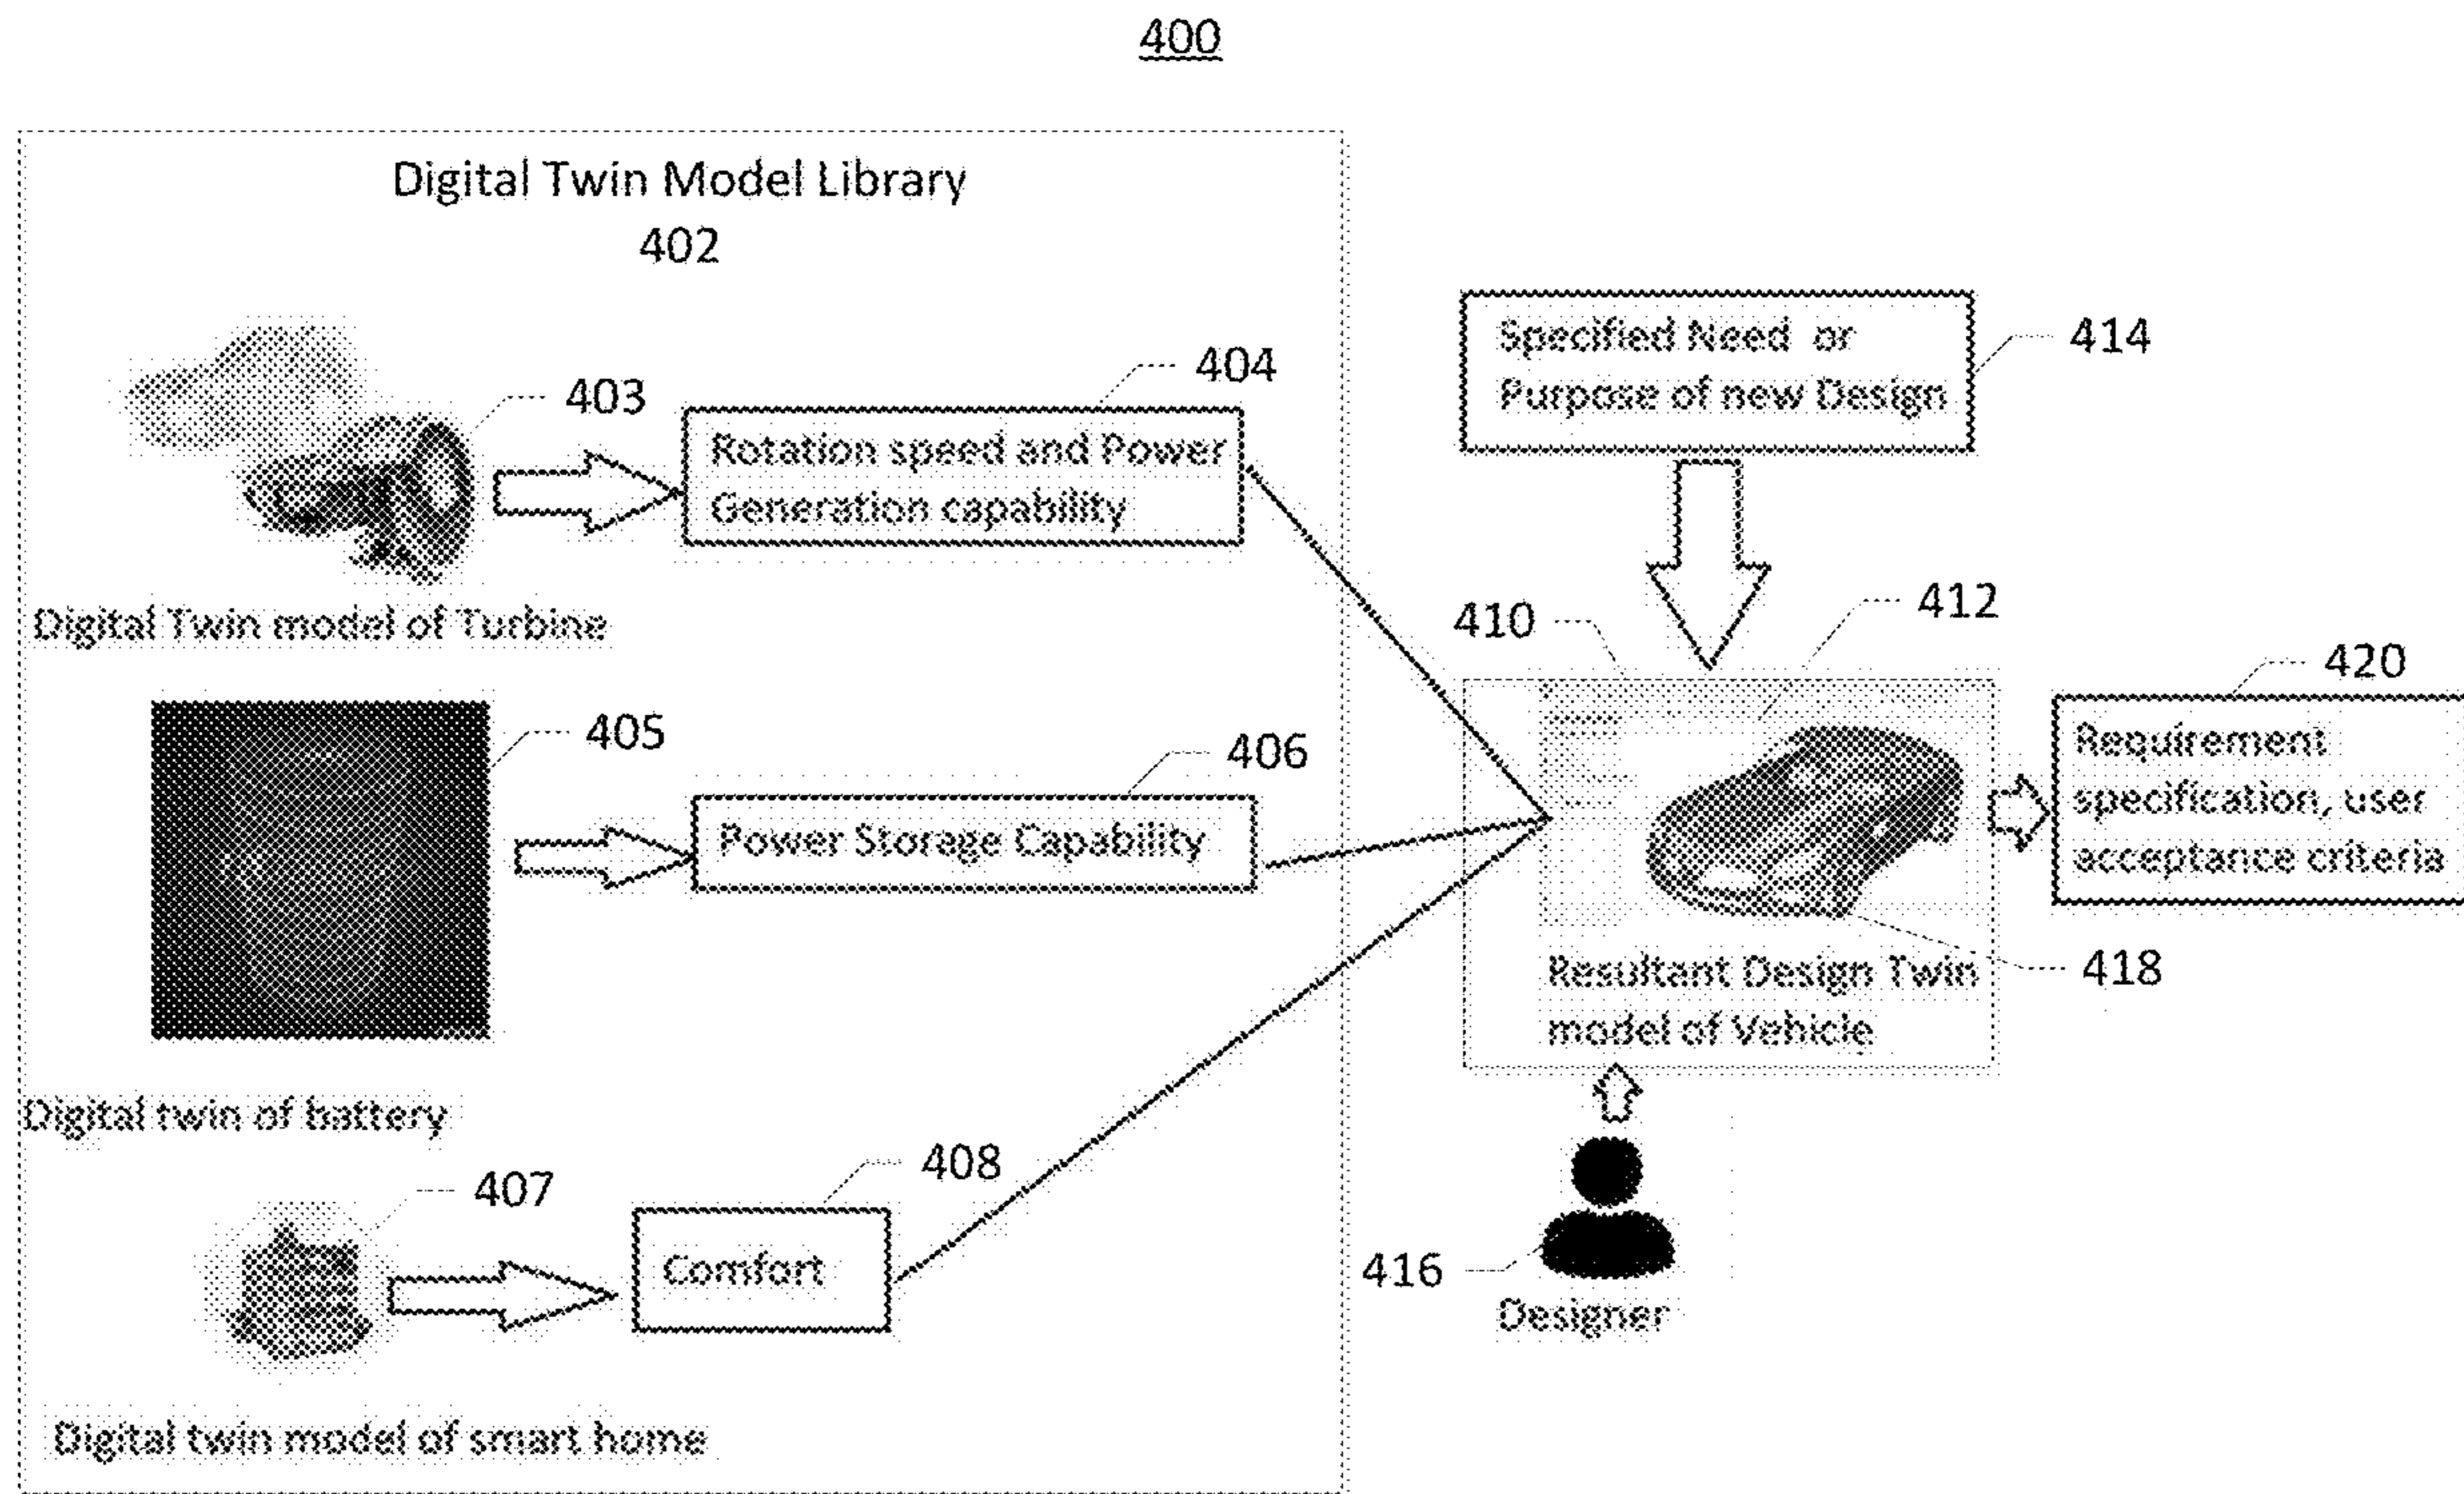 400
Digital Twin Model Library
402
403
404
Rotation speed and Power
Generation capability
Digital Twin model of Turbine
405
406
Power Storage Capability
Digital twin of battery
407
408
Comfort
Digital twin model of smart home
Specified Need or
Purpose of new Design
414
410
412
Resultant Design Twin
model of Vehicle
418
420
Requirement
specification, user
acceptance criteria
416
Designer